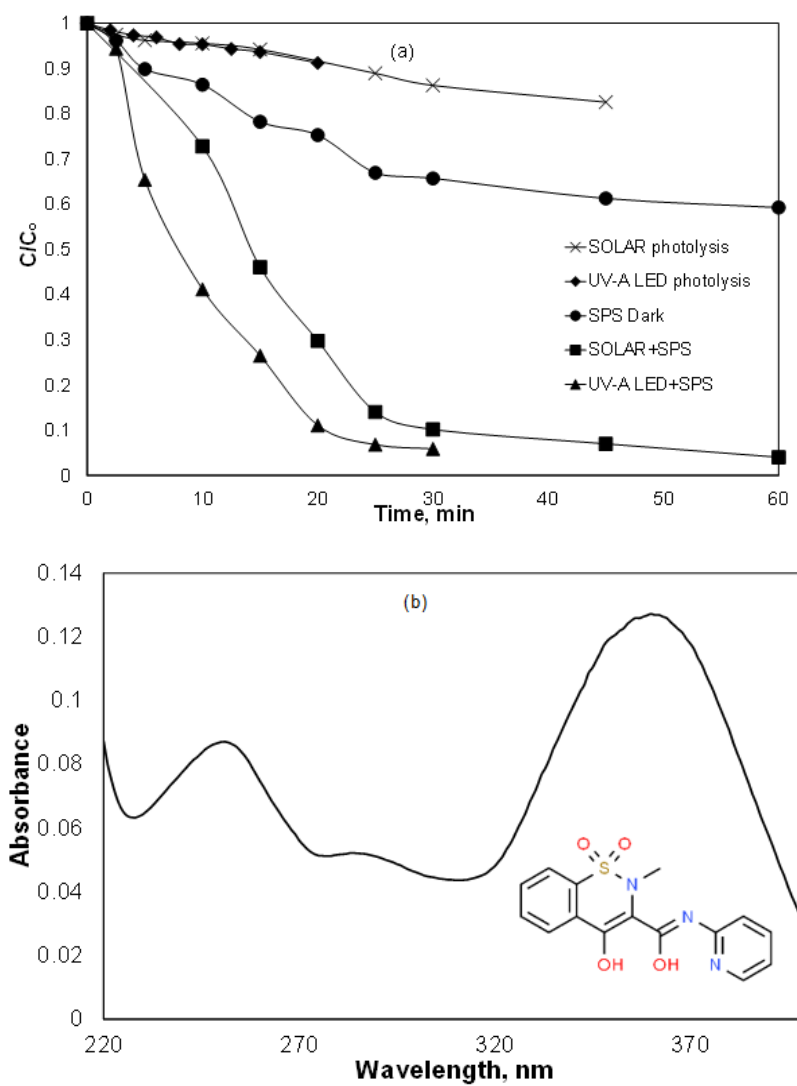 (a)
1
0.9
0.8
0.7
0.6
0.5
0.4
0.3
0.2
0.1
0
C/Co
SOLAR photolysis
UV-A LED photolysis
SPS Dark
SOLAR+SPS
UV-A LED+SPS
0 10 20 30 40 50 60
Time, min
(b)
0.14
0.12
0.1
0.08
0.06
0.04
0.02
0
Absorbance
O O
S
N
N
OH OH N
220 270 320 370
Wavelength, nm